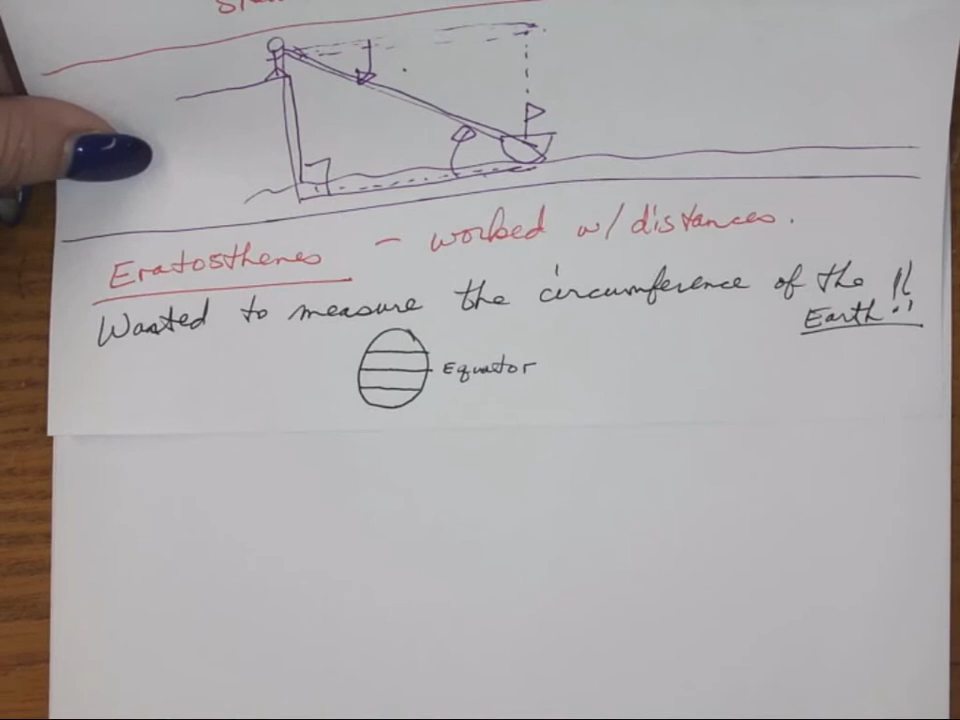 Eratosthenes - worked w/ distances.
Wanted to measure the circumference of the
Earth!!
Equator